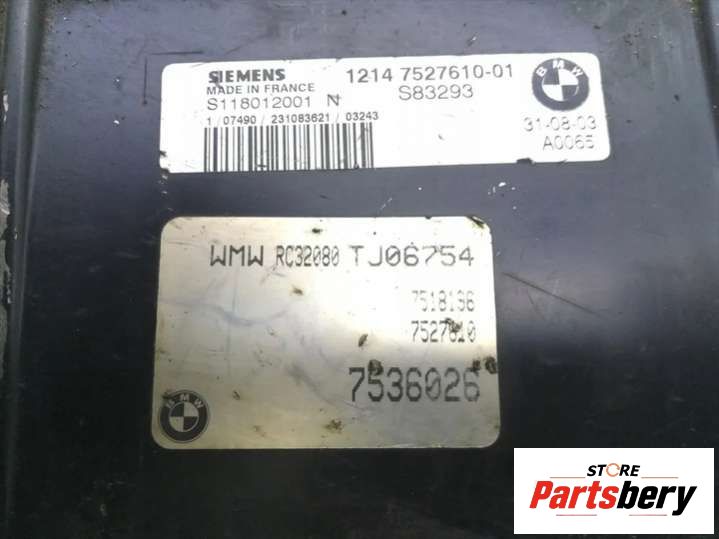 SIEMENS 1214 7527610-01
MADE IN FRANCE
S118012001 N S83293
1 / 07490 / 231083621 / 03243
BMW
31-08-03
A0065
WMW RC32080 TJ06754
7518136
7527610
7536026
BMW
STORE
Partsbery